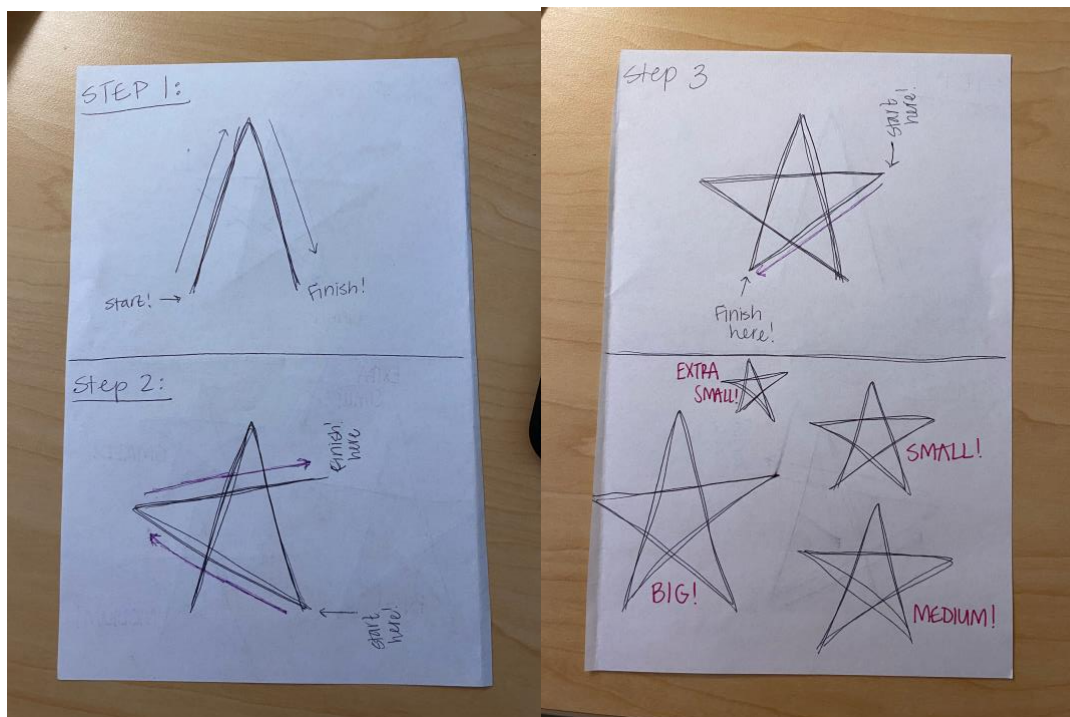 STEP 1:
Start! →
Finish!
Step 2:
Finish!
here
start
here!
Step 3
start
here!
Finish
here!
EXTRA
SMALL!
SMALL!
BIG!
MEDIUM!